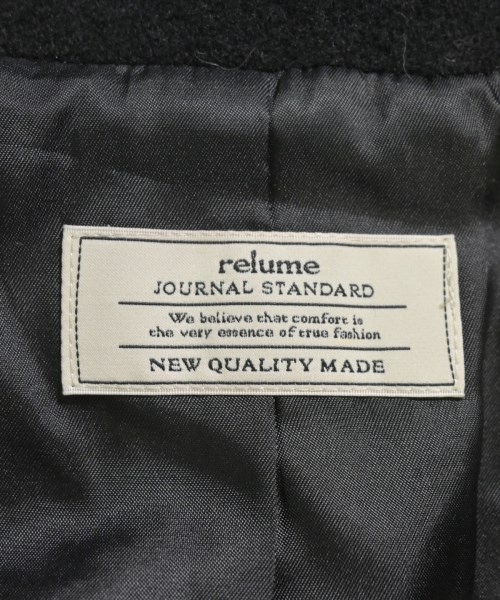 relume
JOURNAL STANDARD
We believe that comfort is
the very essence of true fashion
NEW QUALITY MADE